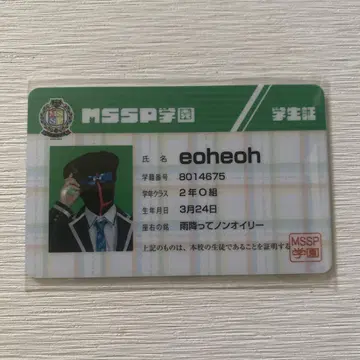 MSSP学園
学生証
氏名 eoheoh
学籍番号 8014675
学年クラス 2年O組
生年月日 3月24日
座右の銘 雨降ってノンオイリー
上記のものは、本校の生徒であることを証明する
MSSP
学園